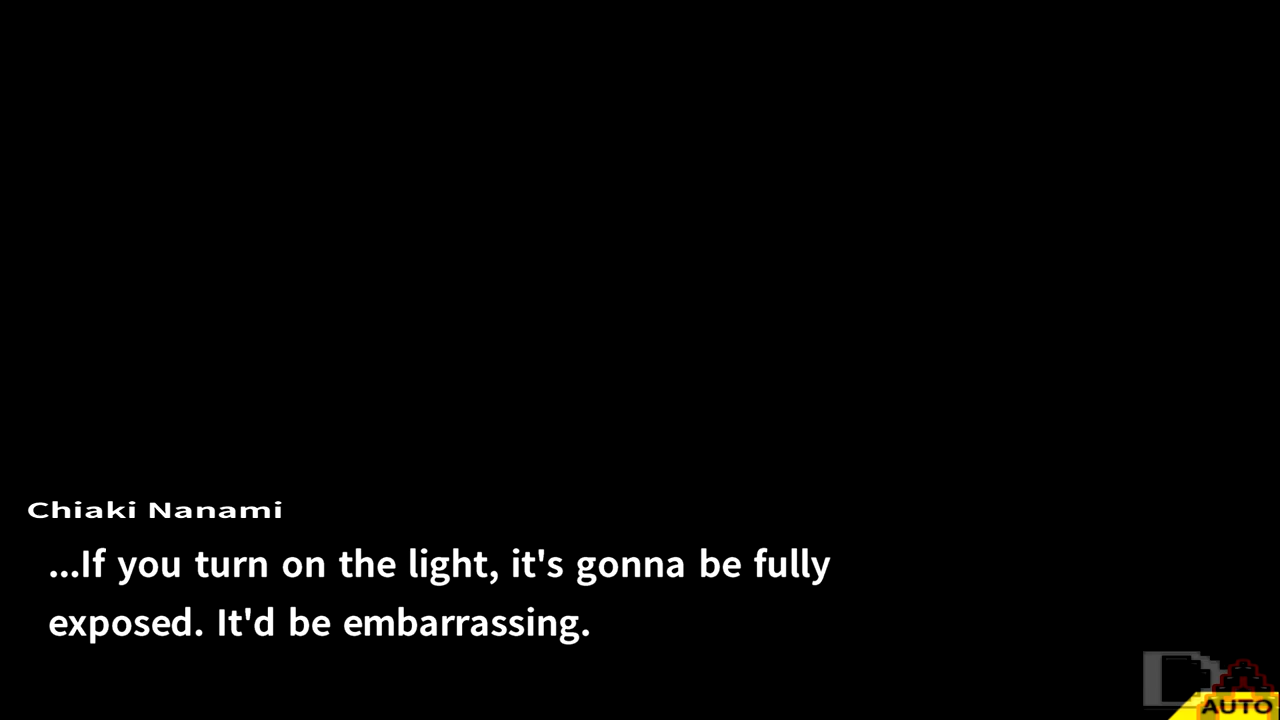 Chiaki Nanami
...If you turn on the light, it's gonna be fully
exposed. It'd be embarrassing.
AUTO